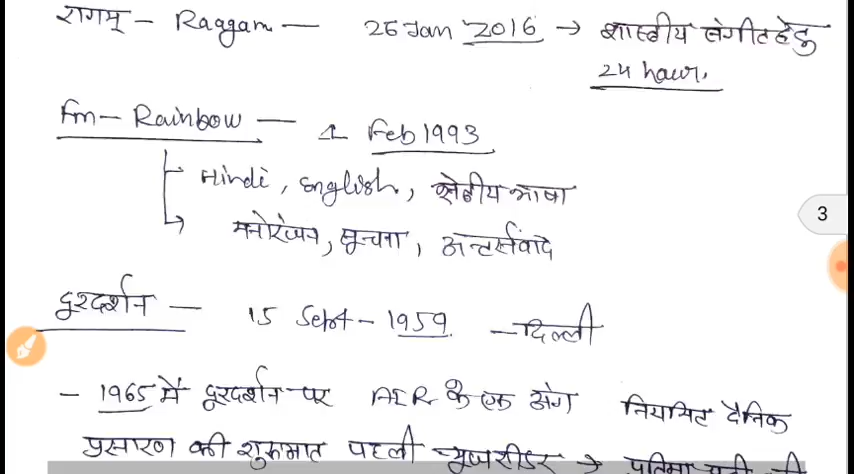 रागम् - Raagam - 26 Jan 2016 → शास्त्रीय संगीत हेतु
24 hour.
Fm - Rainbow - 1 Feb 1993
Hindi, English, क्षेत्रीय भाषा
मनोरंजन, सूचना, अन्तर्संवाद
3
दूरदर्शन - 15 Sept - 1959 - दिल्ली
- 1965 में दूरदर्शन पर AIR के एक अंग नियमित दैनिक
प्रसारण की शुरुआत पहली न्यूजरीडर →